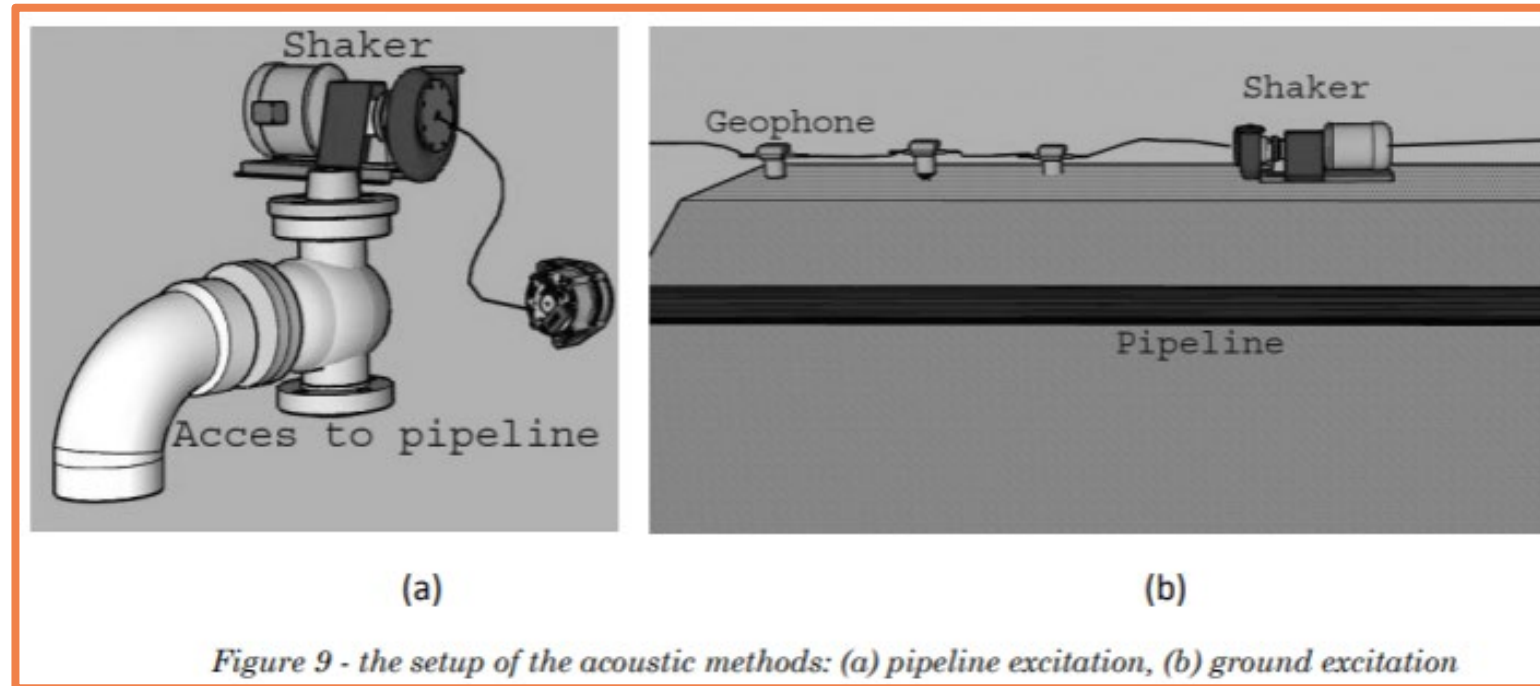 Shaker
Acces to pipeline
Geophone
Shaker
Pipeline
(a)
(b)
Figure 9 - the setup of the acoustic methods: (a) pipeline excitation, (b) ground excitation